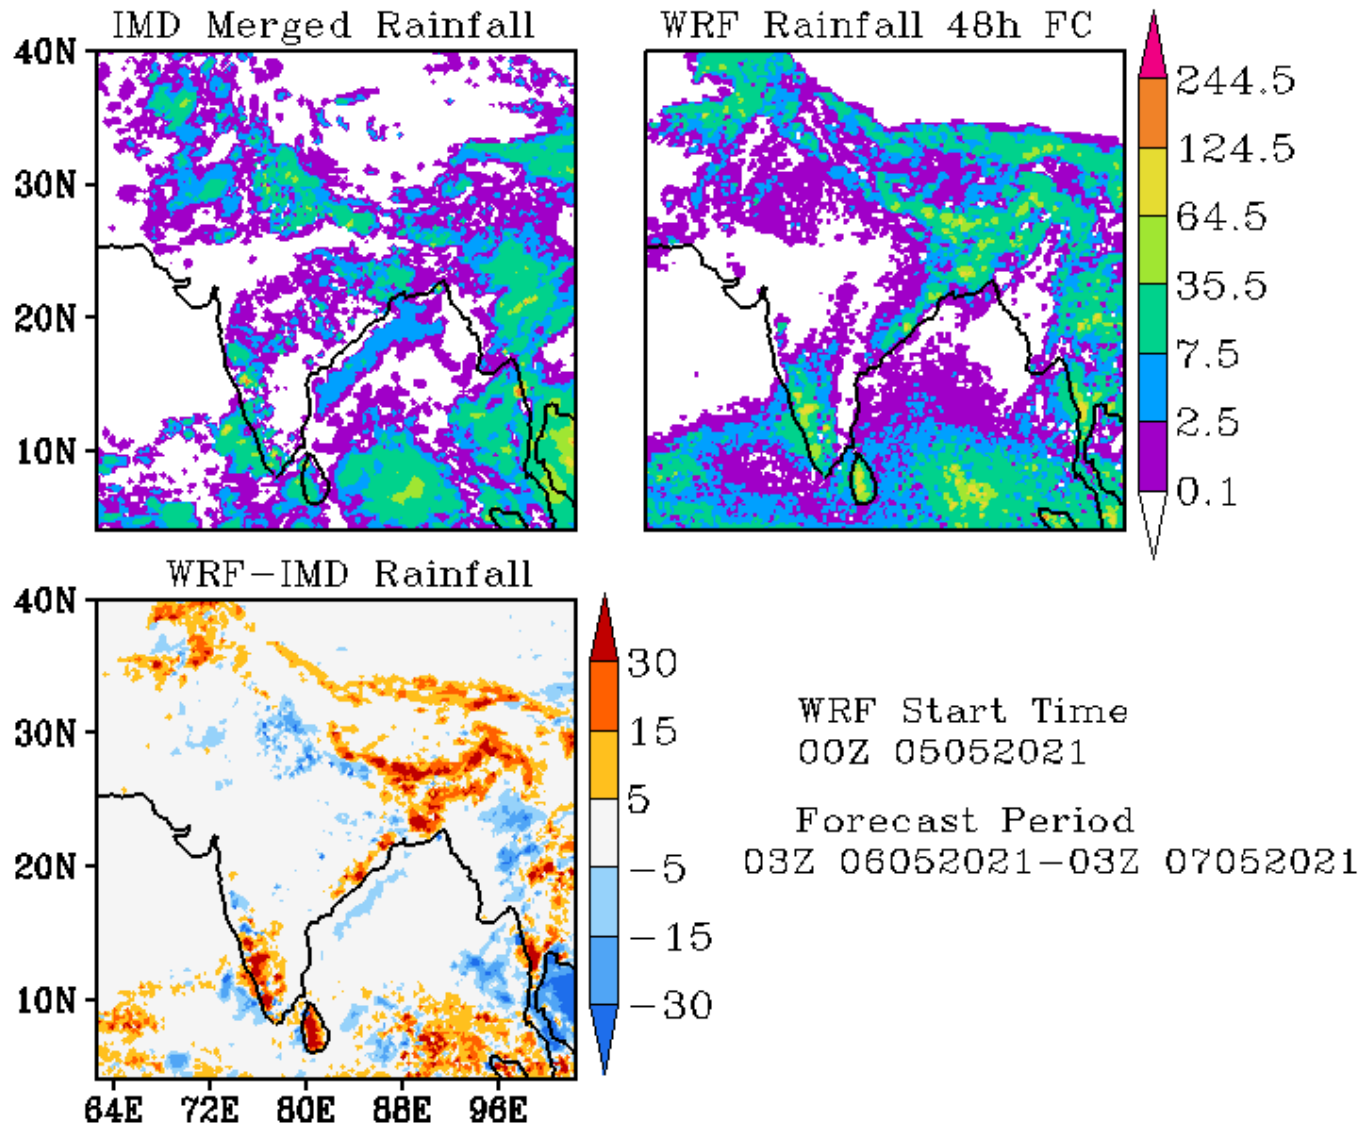 IMD Merged Rainfall
WRF Rainfall 48h FC
40N
30N
20N
10N
244.5
124.5
64.5
35.5
7.5
2.5
0.1
WRF-IMD Rainfall
40N
30N
20N
10N
64E 72E 80E 88E 96E
30
15
5
-5
-15
-30
WRF Start Time
00Z 05052021
Forecast Period
03Z 06052021-03Z 07052021